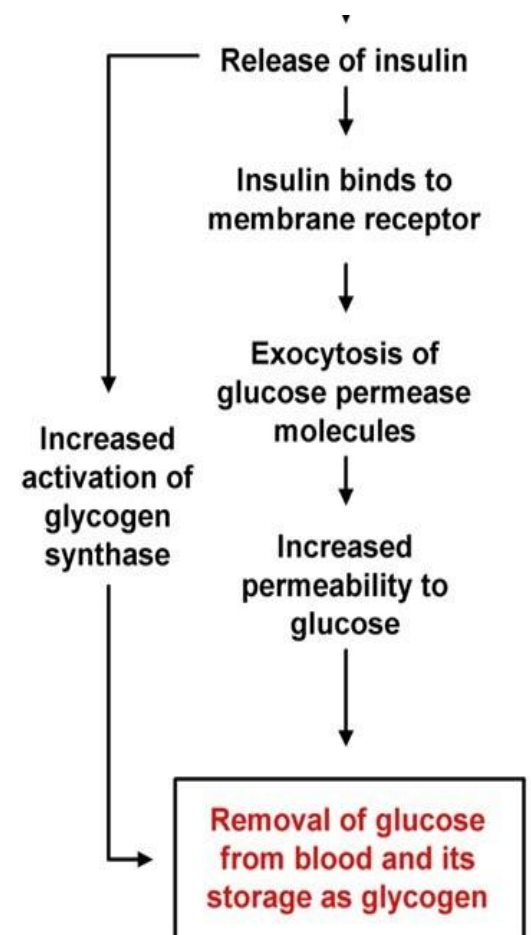 Release of insulin
Insulin binds to
membrane receptor
Exocytosis of
glucose permease
molecules
Increased
activation of
glycogen
synthase
Increased
permeability to
glucose
Removal of glucose
from blood and its
storage as glycogen